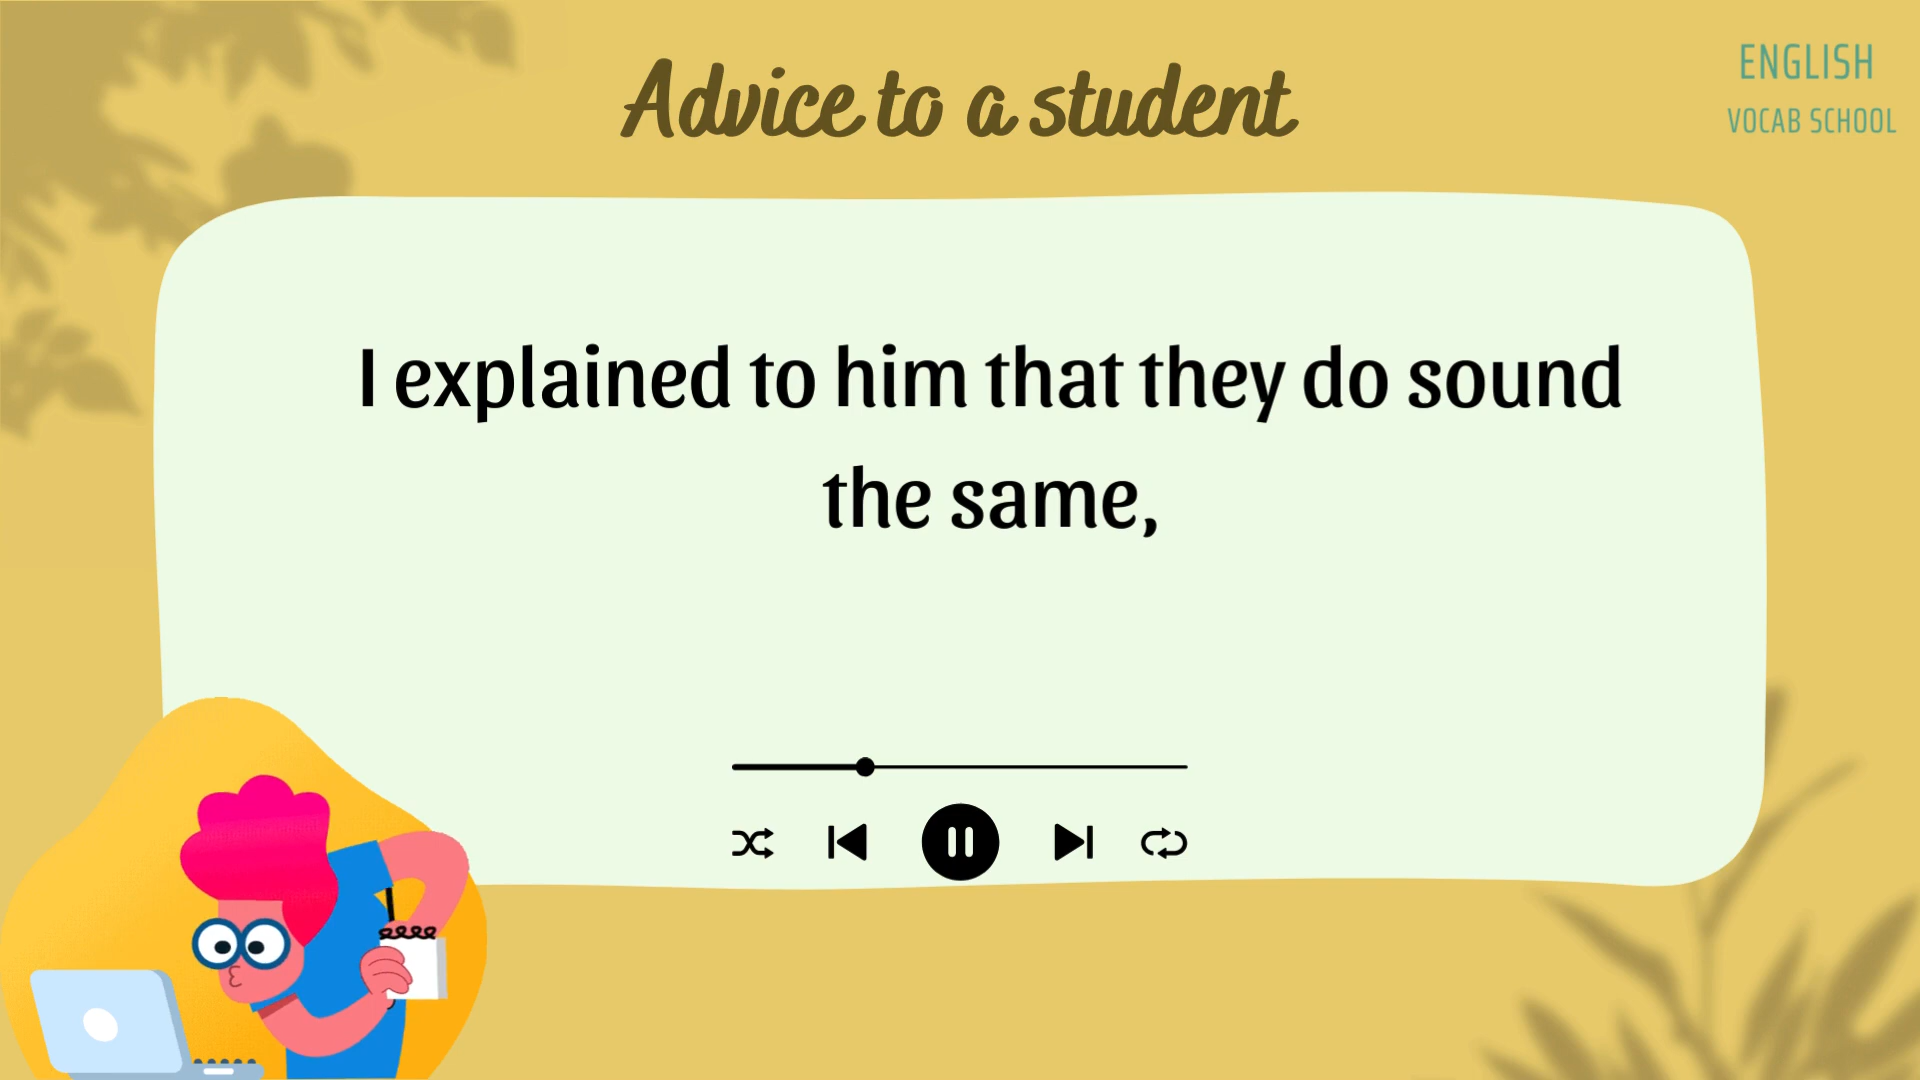 Advice to a student
ENGLISH
VOCAB SCHOOL
I explained to him that they do sound
the same,